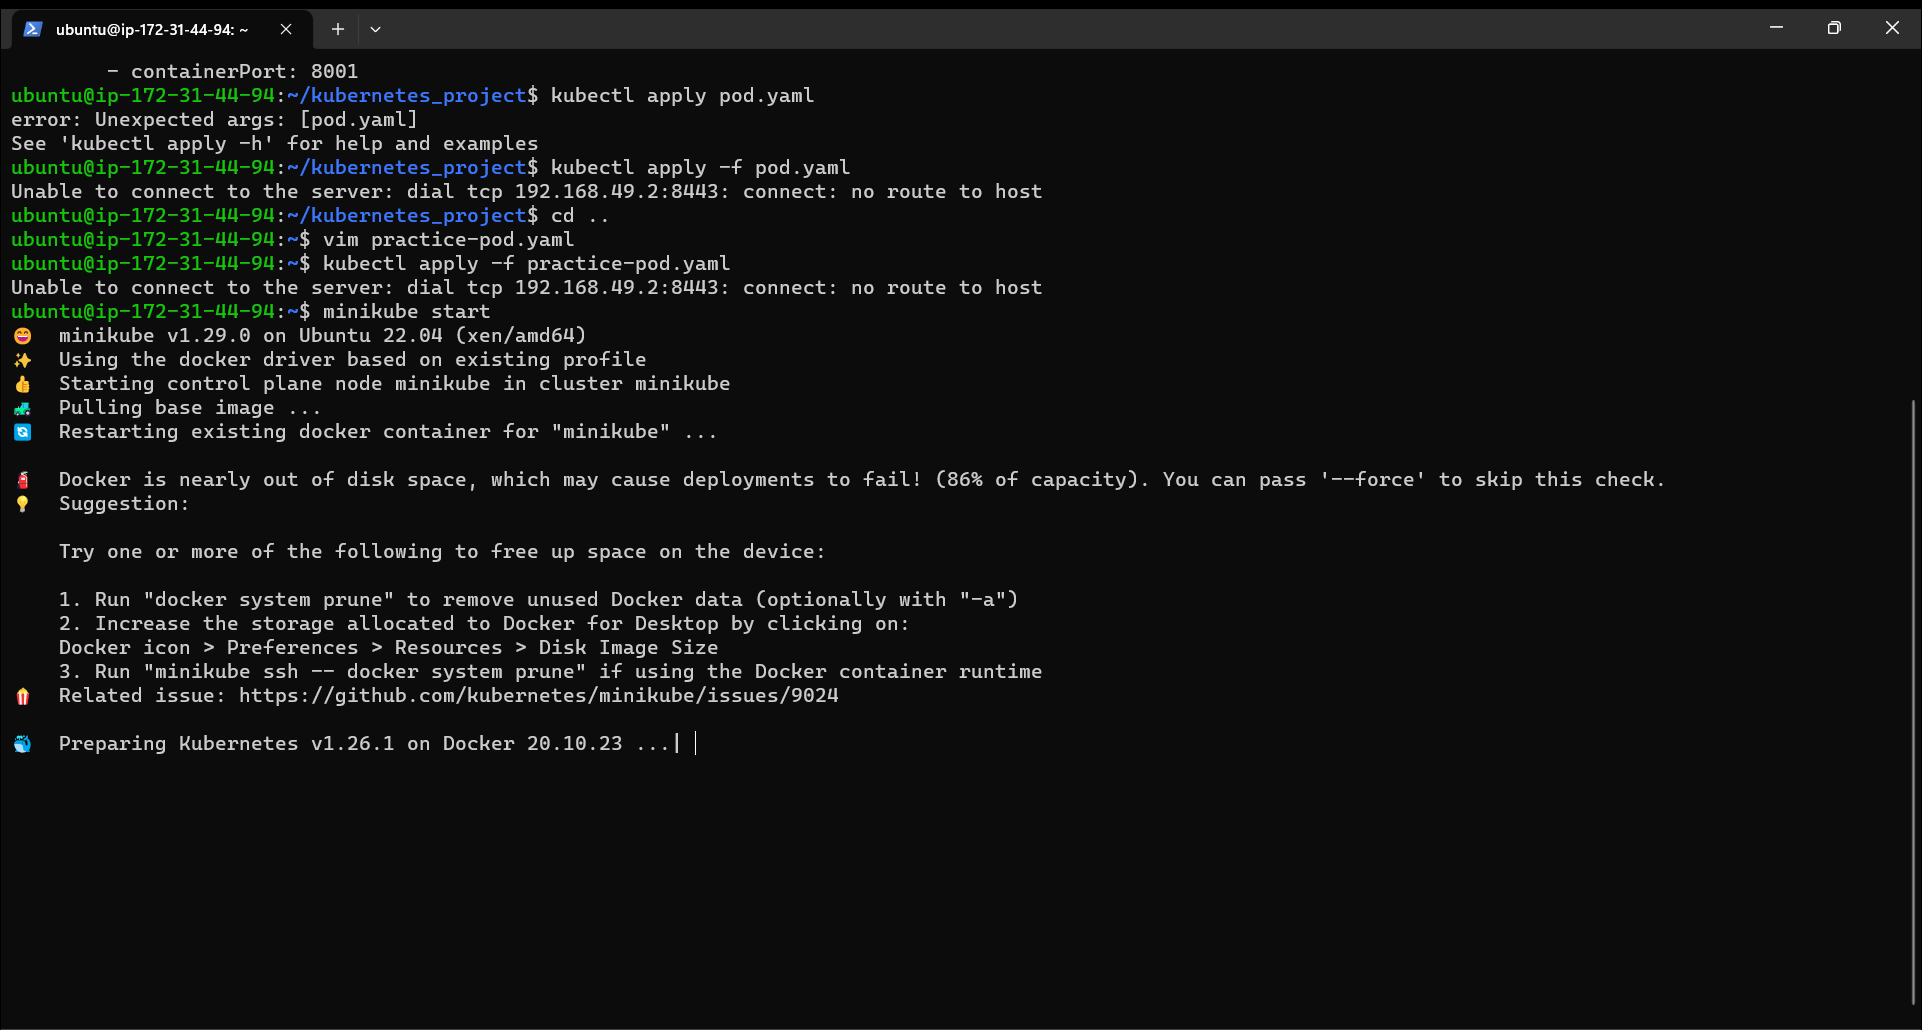 ubuntu@ip-172-31-44-94: ~
- containerPort: 8001
ubuntu@ip-172-31-44-94:~/kubernetes_project$ kubectl apply pod.yaml
error: Unexpected args: [pod.yaml]
See 'kubectl apply -h' for help and examples
ubuntu@ip-172-31-44-94:~/kubernetes_project$ kubectl apply -f pod.yaml
Unable to connect to the server: dial tcp 192.168.49.2:8443: connect: no route to host
ubuntu@ip-172-31-44-94:~/kubernetes_project$ cd ..
ubuntu@ip-172-31-44-94:~$ vim practice-pod.yaml
ubuntu@ip-172-31-44-94:~$ kubectl apply -f practice-pod.yaml
Unable to connect to the server: dial tcp 192.168.49.2:8443: connect: no route to host
ubuntu@ip-172-31-44-94:~$ minikube start
😄 minikube v1.29.0 on Ubuntu 22.04 (xen/amd64)
✨ Using the docker driver based on existing profile
👍 Starting control plane node minikube in cluster minikube
🚜 Pulling base image ...
🔄 Restarting existing docker container for "minikube" ...
🧯 Docker is nearly out of disk space, which may cause deployments to fail! (86% of capacity). You can pass '--force' to skip this check.
💡 Suggestion:
Try one or more of the following to free up space on the device:
1. Run "docker system prune" to remove unused Docker data (optionally with "-a")
2. Increase the storage allocated to Docker for Desktop by clicking on:
Docker icon > Preferences > Resources > Disk Image Size
3. Run "minikube ssh -- docker system prune" if using the Docker container runtime
🍿 Related issue: https://github.com/kubernetes/minikube/issues/9024
🐳 Preparing Kubernetes v1.26.1 on Docker 20.10.23 ...|